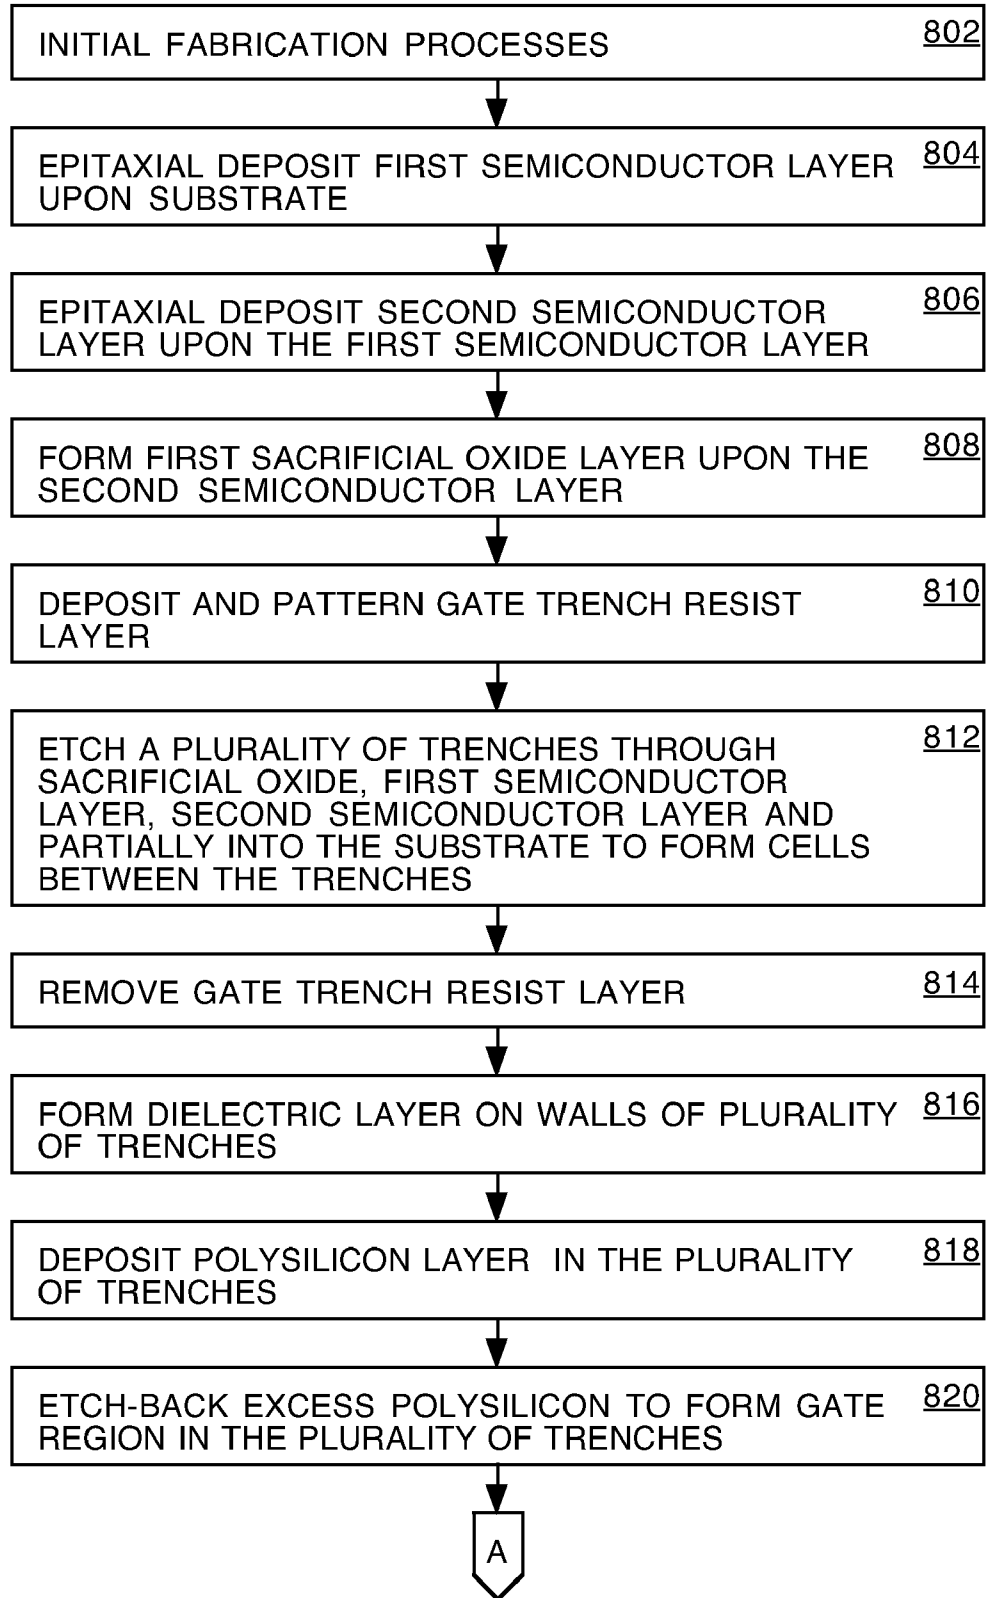 INITIAL FABRICATION PROCESSES 802
EPITAXIAL DEPOSIT FIRST SEMICONDUCTOR LAYER 804
UPON SUBSTRATE
EPITAXIAL DEPOSIT SECOND SEMICONDUCTOR 806
LAYER UPON THE FIRST SEMICONDUCTOR LAYER
FORM FIRST SACRIFICIAL OXIDE LAYER UPON THE 808
SECOND SEMICONDUCTOR LAYER
DEPOSIT AND PATTERN GATE TRENCH RESIST 810
LAYER
ETCH A PLURALITY OF TRENCHES THROUGH 812
SACRIFICIAL OXIDE, FIRST SEMICONDUCTOR
LAYER, SECOND SEMICONDUCTOR LAYER AND
PARTIALLY INTO THE SUBSTRATE TO FORM CELLS
BETWEEN THE TRENCHES
REMOVE GATE TRENCH RESIST LAYER 814
FORM DIELECTRIC LAYER ON WALLS OF PLURALITY 816
OF TRENCHES
DEPOSIT POLYSILICON LAYER IN THE PLURALITY 818
OF TRENCHES
ETCH-BACK EXCESS POLYSILICON TO FORM GATE 820
REGION IN THE PLURALITY OF TRENCHES
A